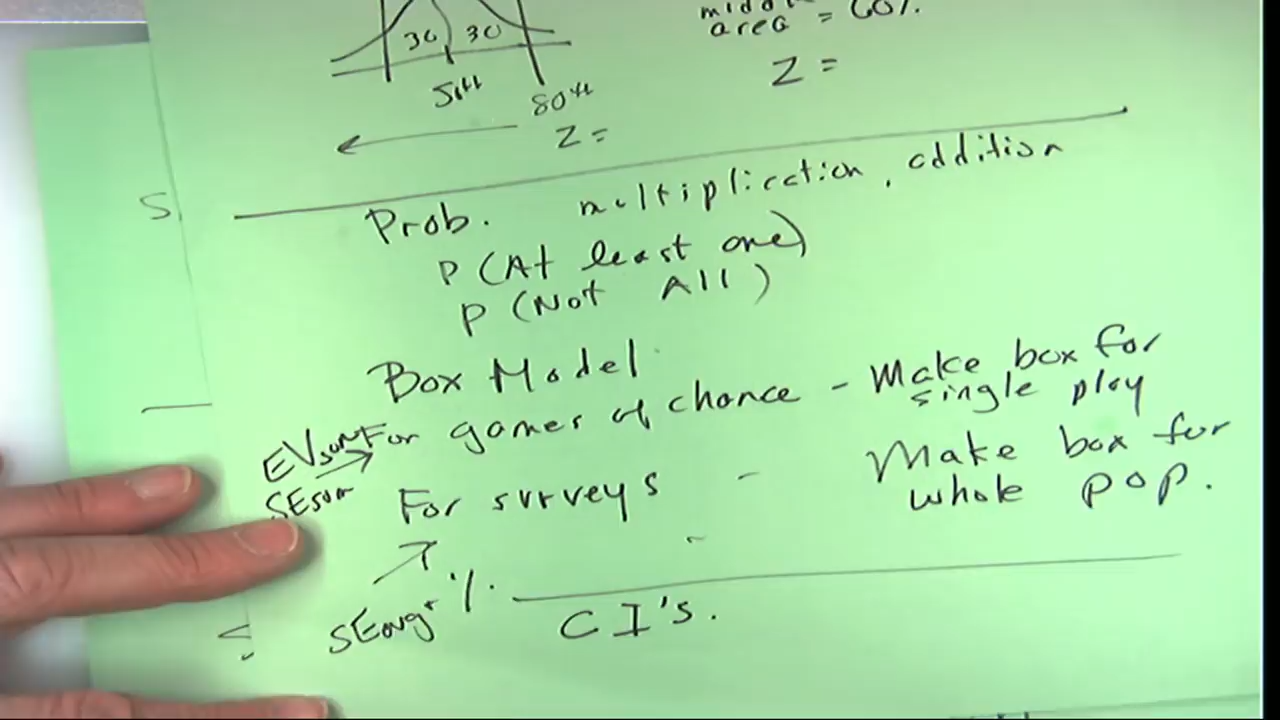 middle
area = 60%
30 30
50th
80th
Z =
Z =
S
Prob. multiplication, addition
P (At least one)
P (Not All)
Box Model
For games of chance - Make box for
single play
EVsum
SEsum
For surveys - Make box for
whole pop.
SEavg + %
CI's.